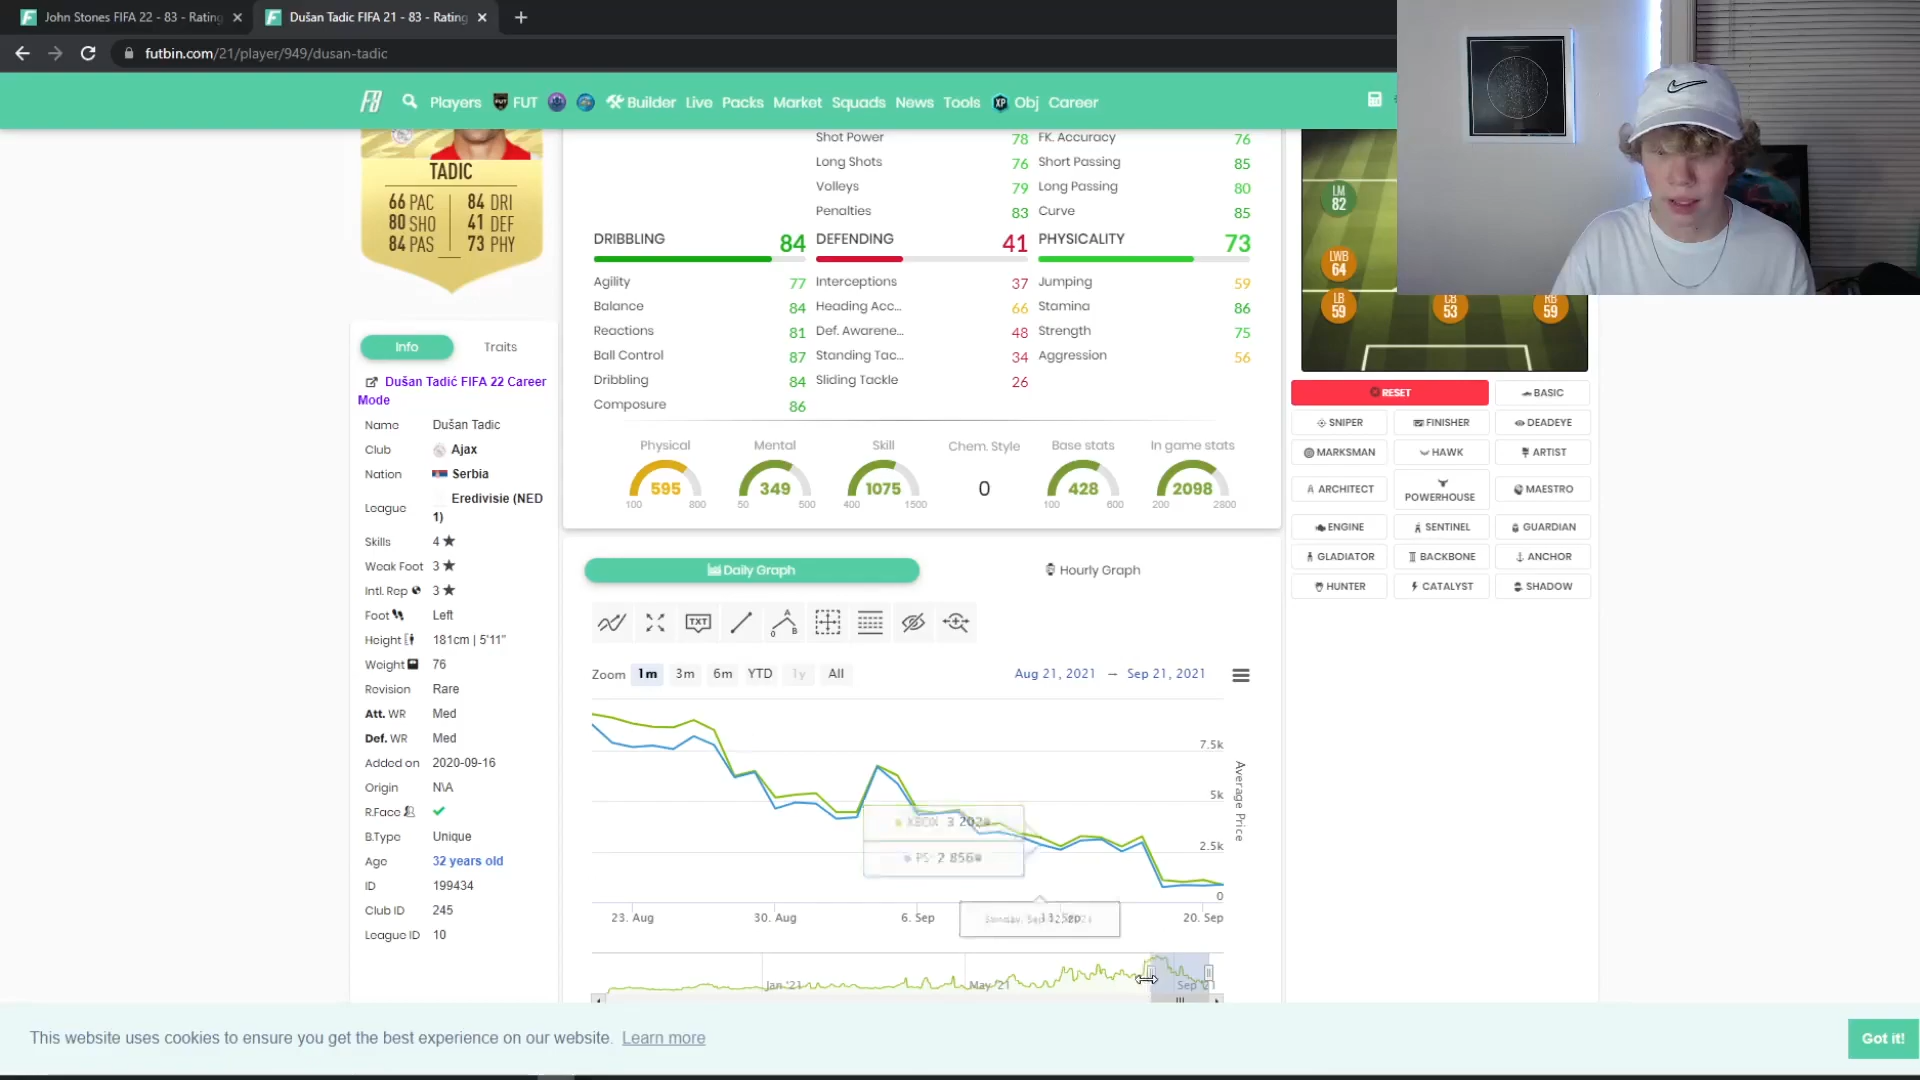 John Stones FIFA 22 - 83 - Rating
Dušan Tadic FIFA 21 - 83 - Rating
futbin.com/21/player/949/dusan-tadic
Players FUT Builder Live Packs Market Squads News Tools XP Obj Career
TADIC
66 PAC 84 DRI
80 SHO 41 DEF
84 PAS 73 PHY
Shot Power 78 FK. Accuracy 76
Long Shots 76 Short Passing 85
Volleys 79 Long Passing 80
Penalties 83 Curve 85
DRIBBLING 84 DEFENDING 41 PHYSICALITY 73
Agility 77 Interceptions 37 Jumping 59
Balance 84 Heading Acc... 66 Stamina 86
Reactions 81 Def. Awarene... 48 Strength 75
Ball Control 87 Standing Tac... 34 Aggression 56
Dribbling 84 Sliding Tackle 26
Composure 86
Physical Mental Skill Chem. Style Base stats In game stats
595 349 1075 0 428 2098
100 800 50 500 400 1500 100 600 200 2800
LM
82
LWB
64
LB
59
CB
53
RB
59
RESET BASIC
SNIPER FINISHER DEADEYE
MARKSMAN HAWK ARTIST
ARCHITECT POWERHOUSE MAESTRO
ENGINE SENTINEL GUARDIAN
GLADIATOR BACKBONE ANCHOR
HUNTER CATALYST SHADOW
Info Traits
Dušan Tadić FIFA 22 Career
Mode
Name Dušan Tadic
Club Ajax
Nation Serbia
League Eredivisie (NED
1)
Skills 4
Weak Foot 3
Intl. Rep 3
Foot Left
Height 181cm | 5'11"
Weight 76
Revision Rare
Att. WR Med
Def. WR Med
Added on 2020-09-16
Origin N\A
R.Face
B.Type Unique
Age 32 years old
ID 199434
Club ID 245
League ID 10
Daily Graph Hourly Graph
TXT
A
0 B
Zoom 1m 3m 6m YTD 1y All Aug 21, 2021 → Sep 21, 2021
7.5k
5k
2.5k
0
Average Price
XBOX 3 202
PS 2 856
23. Aug 30. Aug 6. Sep 13. Sep 20. Sep
Jan '21 May '21 Sep '21
This website uses cookies to ensure you get the best experience on our website. Learn more
Got it!